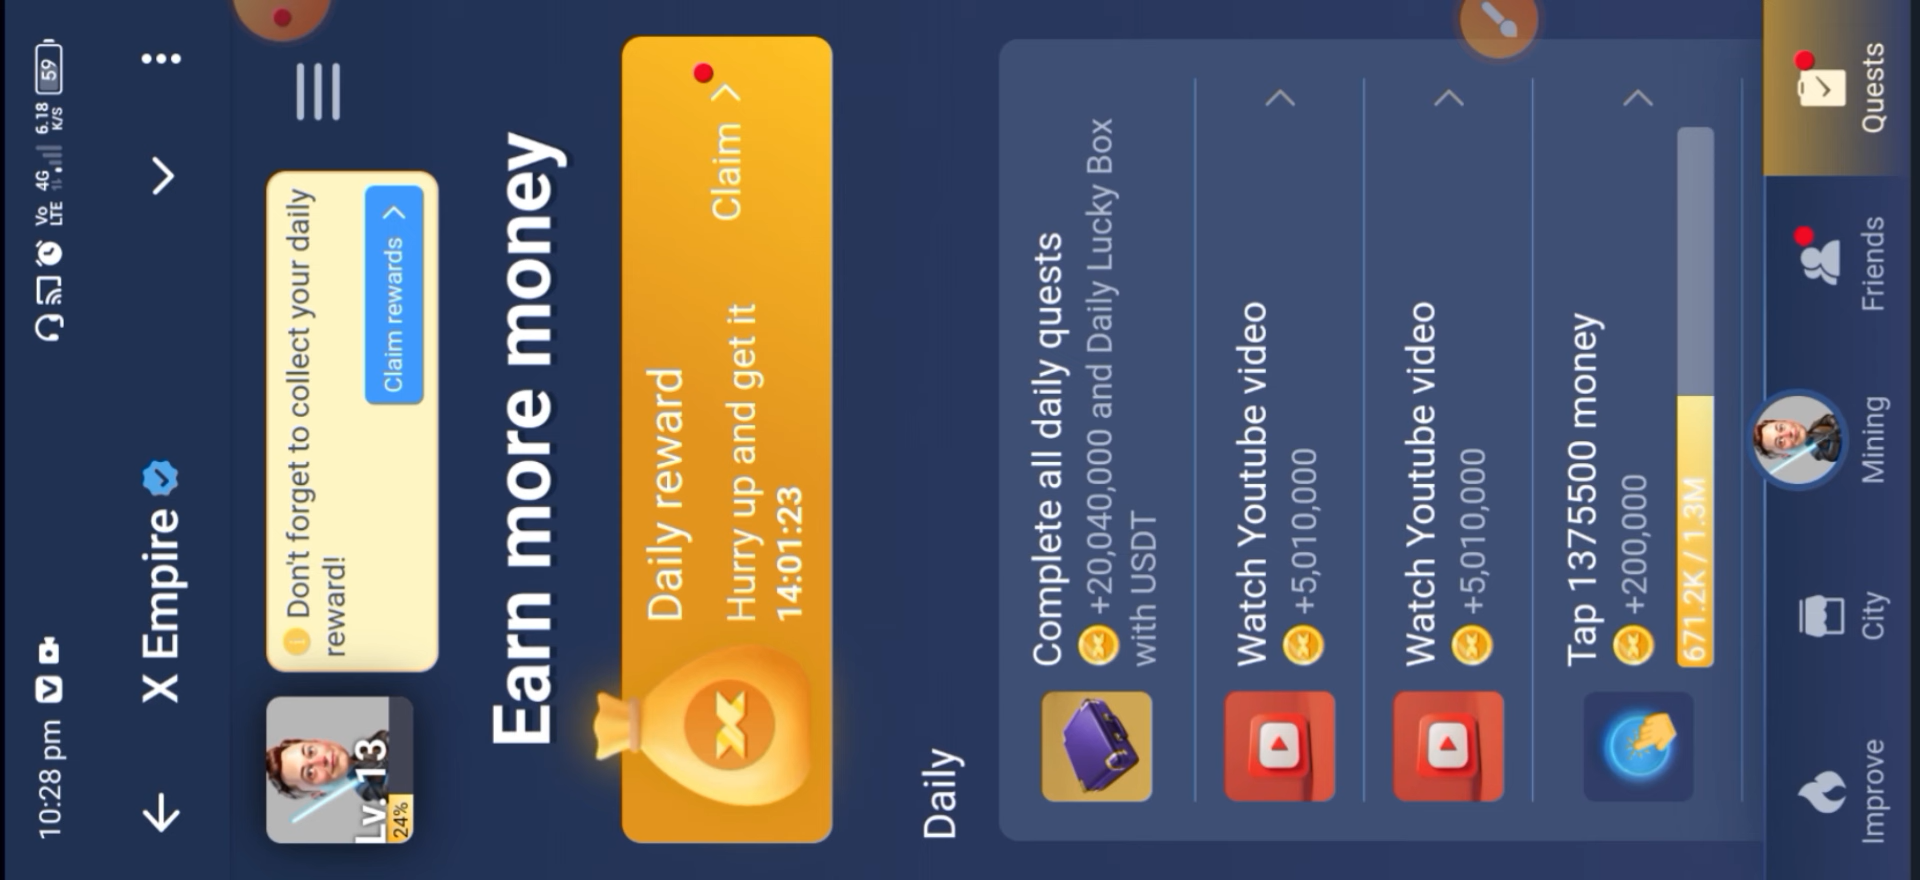 10:28 pm
Vo LTE
4G
6.18 K/S
59
X Empire
Lv. 13
24%
Don't forget to collect your daily
reward!
Claim rewards
Earn more money
Daily reward
Hurry up and get it
14:01:23
Claim
Daily
Complete all daily quests
+20,040,000 and Daily Lucky Box
with USDT
Watch Youtube video
+5,010,000
Watch Youtube video
+5,010,000
Tap 1375500 money
+200,000
671.2K / 1.3M
Improve
City
Mining
Friends
Quests